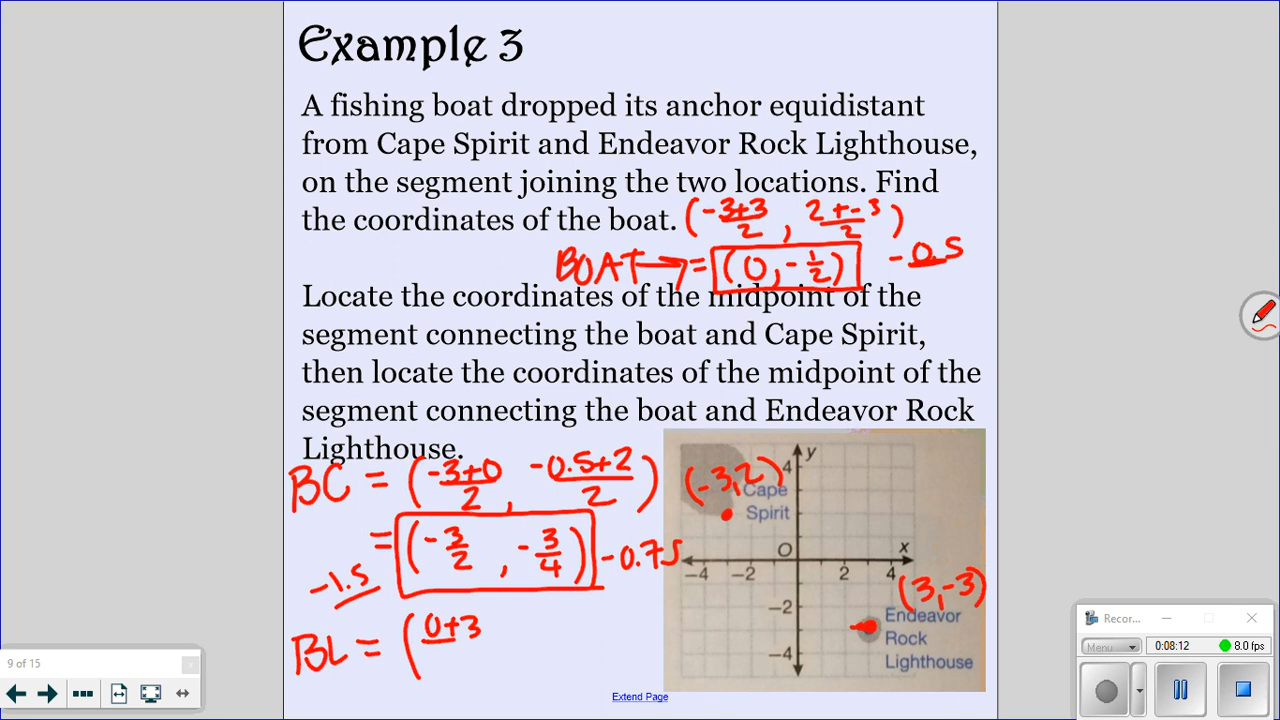 Example 3
A fishing boat dropped its anchor equidistant
from Cape Spirit and Endeavor Rock Lighthouse,
on the segment joining the two locations. Find
the coordinates of the boat. (-3+3/2, 2+-3/2)
BOAT→ = (0, -1/2) -0.5
Locate the coordinates of the midpoint of the
segment connecting the boat and Cape Spirit,
then locate the coordinates of the midpoint of the
segment connecting the boat and Endeavor Rock
Lighthouse.
BC = (-3+0/2, -0.5+2/2)
= (-3/2, -3/4) -0.75
-1.5
BL = (0+3
y
4
(-3,2)
Cape
Spirit
O
x
-4 -2 2 4
(3,-3)
-2
Endeavor
Rock
Lighthouse
-4
Recor...
Menu
0:08:12
8.0 fps
9 of 15
x
Extend Page